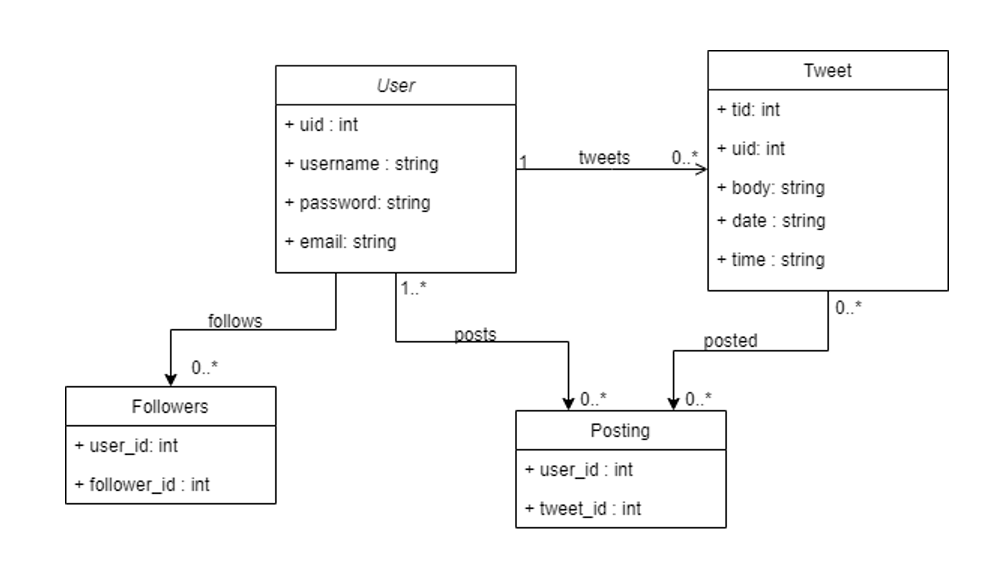 User
+ uid : int
+ username : string
+ password: string
+ email: string
1
tweets
0..*
Tweet
+ tid: int
+ uid: int
+ body: string
+ date : string
+ time : string
follows
0..*
1..*
posts
0..*
0..*
posted
0..*
Followers
+ user_id: int
+ follower_id : int
Posting
+ user_id : int
+ tweet_id : int